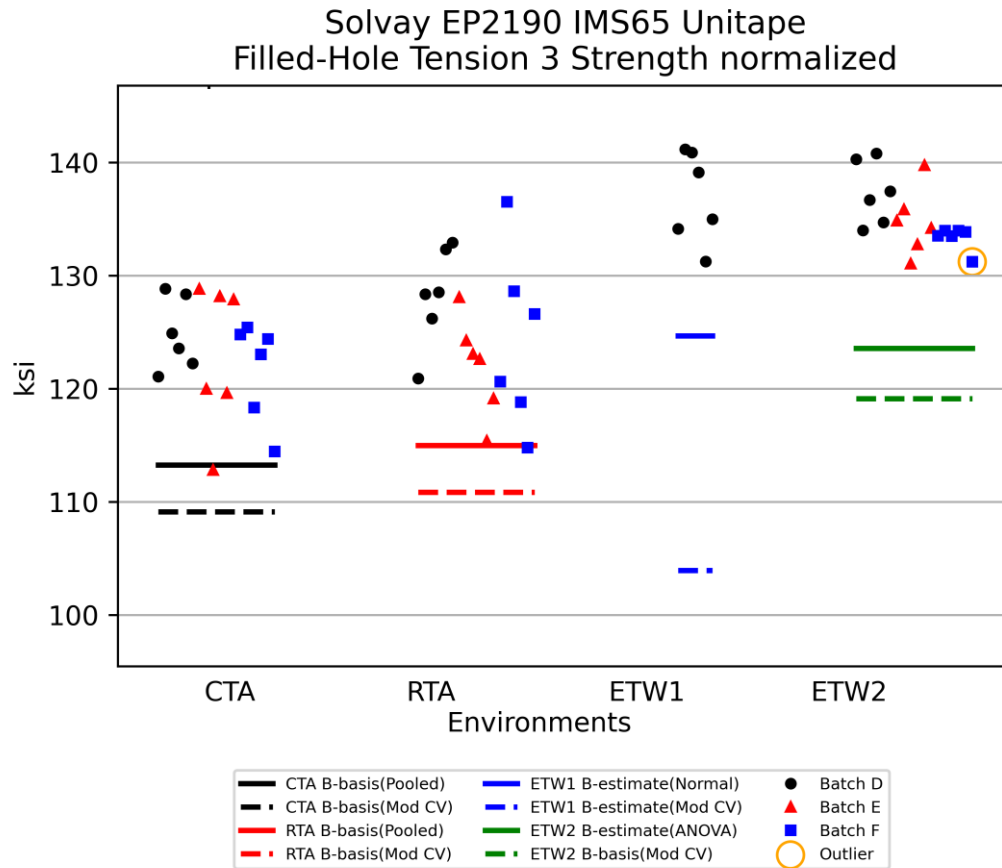 Solvay EP2190 IMS65 Unitape
Filled-Hole Tension 3 Strength normalized
ksi
140
130
120
110
100
CTA
RTA
ETW1
ETW2
Environments
CTA B-basis(Pooled)
CTA B-basis(Mod CV)
RTA B-basis(Pooled)
RTA B-basis(Mod CV)
ETW1 B-estimate(Normal)
ETW1 B-estimate(Mod CV)
ETW2 B-estimate(ANOVA)
ETW2 B-basis(Mod CV)
Batch D
Batch E
Batch F
Outlier